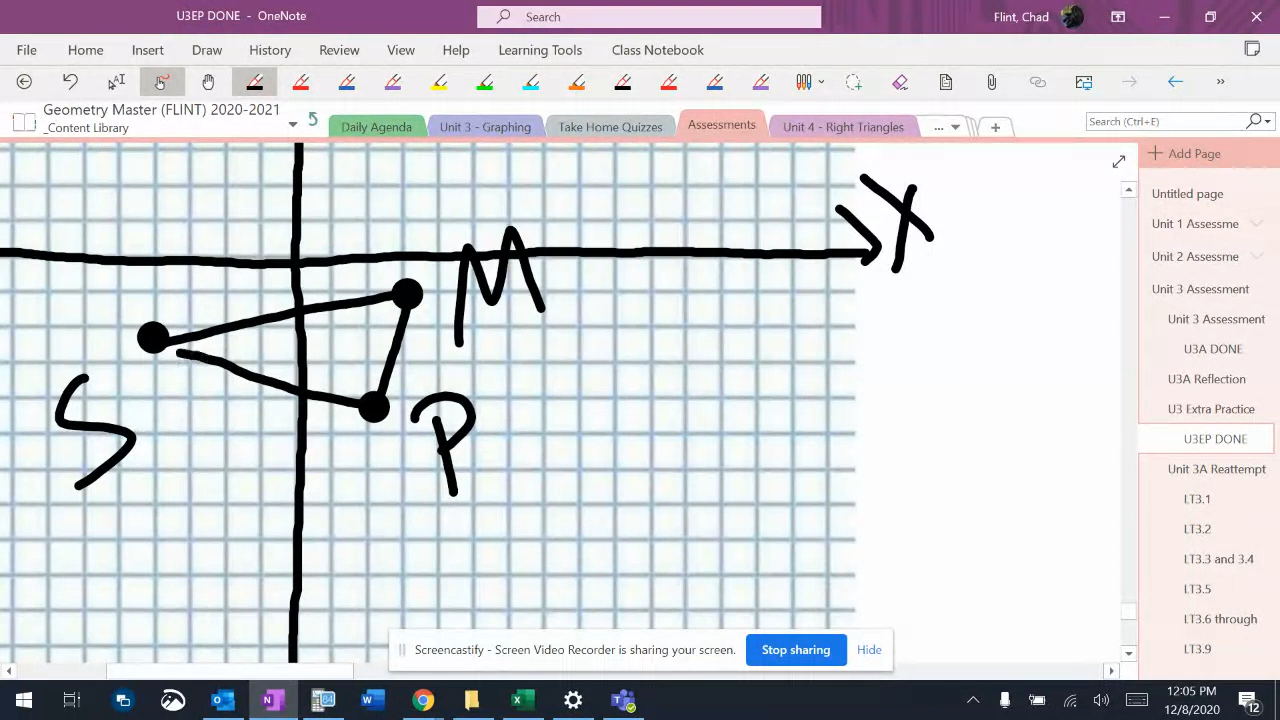 U3EP DONE - OneNote
Search
Flint, Chad
File Home Insert Draw History Review View Help Learning Tools Class Notebook
Geometry Master (FLINT) 2020-2021
_Content Library
Daily Agenda
Unit 3 - Graphing
Take Home Quizzes
Assessments
Unit 4 - Right Triangles
...
Search (Ctrl+E)
Add Page
Untitled page
Unit 1 Assessme
Unit 2 Assessme
Unit 3 Assessment
Unit 3 Assessment
U3A DONE
U3A Reflection
U3 Extra Practice
U3EP DONE
Unit 3A Reattempt
LT3.1
LT3.2
LT3.3 and 3.4
LT3.5
LT3.6 through
LT3.9
X
M
S
P
Screencastify - Screen Video Recorder is sharing your screen.
Stop sharing
Hide
12:05 PM
12/8/2020
12